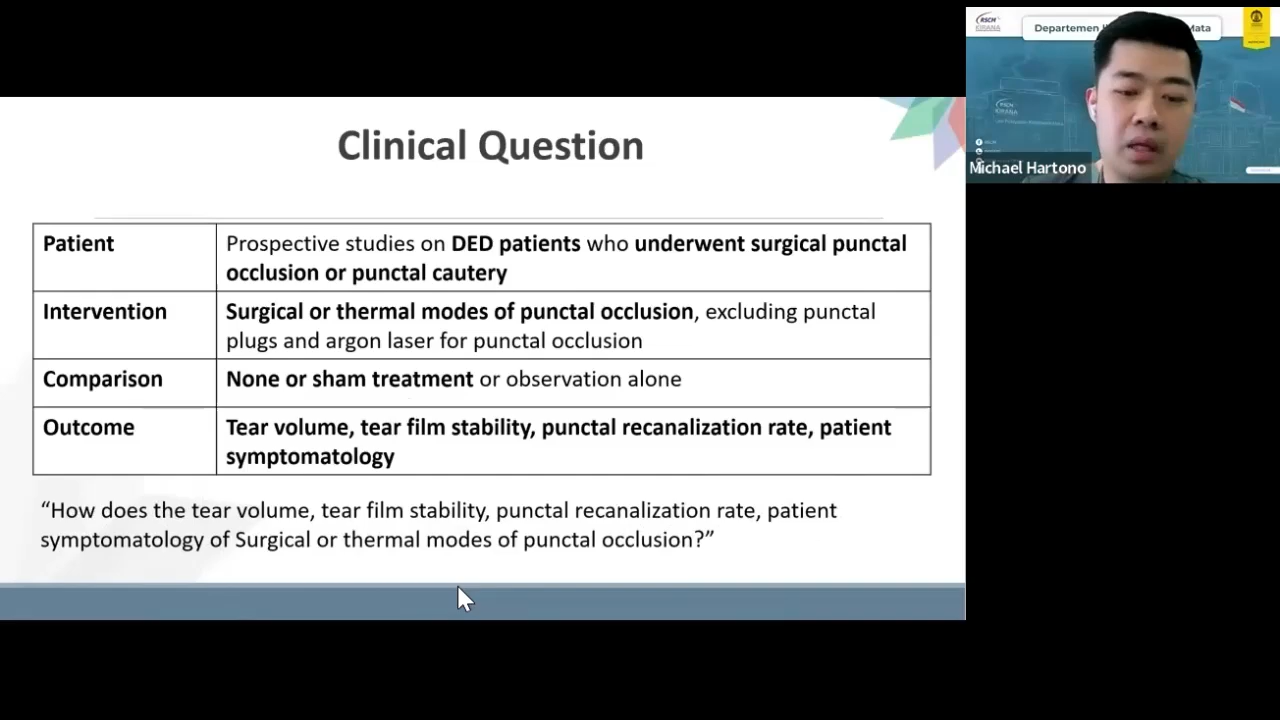 Clinical Question
Patient
Prospective studies on DED patients who underwent surgical punctal
occlusion or punctal cautery
Intervention
Surgical or thermal modes of punctal occlusion, excluding punctal
plugs and argon laser for punctal occlusion
Comparison
None or sham treatment or observation alone
Outcome
Tear volume, tear film stability, punctal recanalization rate, patient
symptomatology
“How does the tear volume, tear film stability, punctal recanalization rate, patient
symptomatology of Surgical or thermal modes of punctal occlusion?”
RSCM
KIRANA
Departemen
Mata
RSCM
KIRANA
Michael Hartono